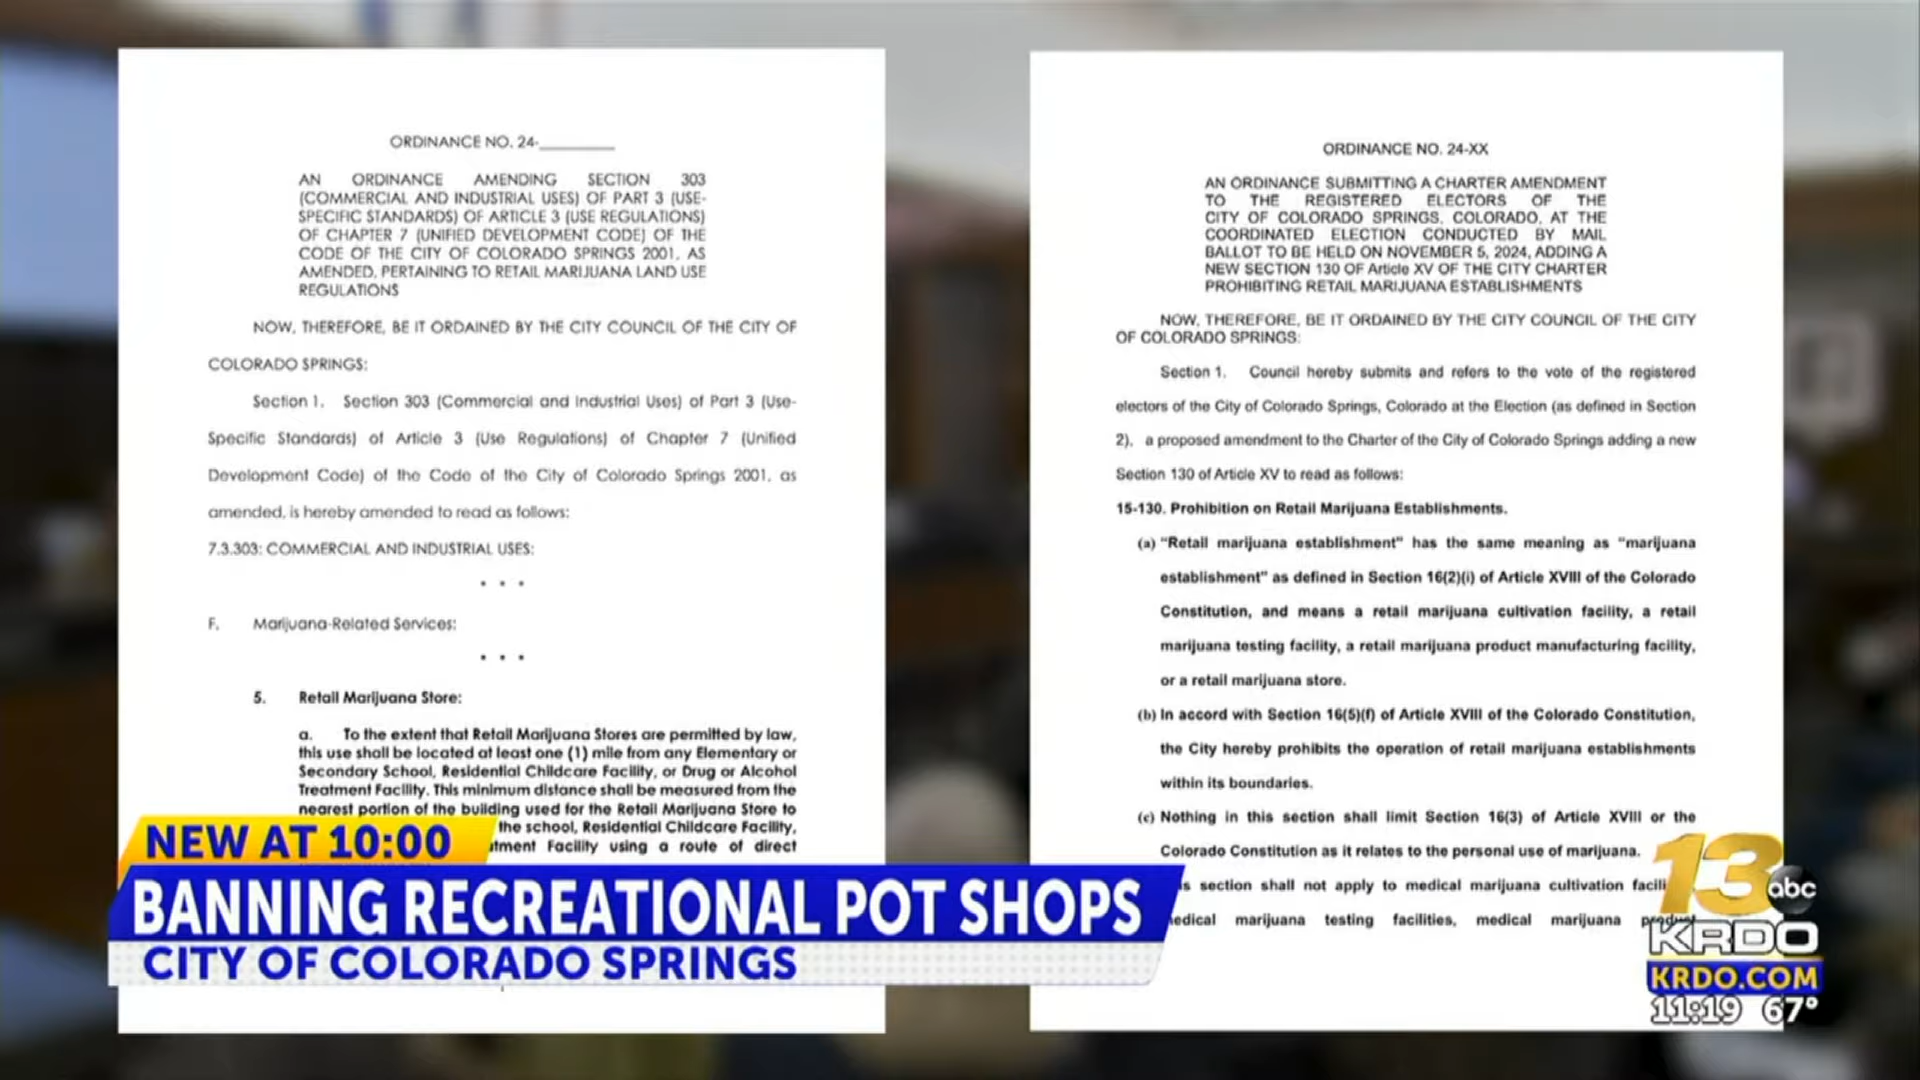 ORDINANCE NO. 24-________
AN ORDINANCE AMENDING SECTION 303
(COMMERCIAL AND INDUSTRIAL USES) OF PART 3 (USE-
SPECIFIC STANDARDS) OF ARTICLE 3 (USE REGULATIONS)
OF CHAPTER 7 (UNIFIED DEVELOPMENT CODE) OF THE
CODE OF THE CITY OF COLORADO SPRINGS 2001, AS
AMENDED, PERTAINING TO RETAIL MARIJUANA LAND USE
REGULATIONS
NOW, THEREFORE, BE IT ORDAINED BY THE CITY COUNCIL OF THE CITY OF
COLORADO SPRINGS:
Section 1. Section 303 (Commercial and Industrial Uses) of Part 3 (Use-
Specific Standards) of Article 3 (Use Regulations) of Chapter 7 (Unified
Development Code) of the Code of the City of Colorado Springs 2001, as
amended, is hereby amended to read as follows:
7.3.303: COMMERCIAL AND INDUSTRIAL USES:
• • •
F. Marijuana-Related Services:
• • •
5. Retail Marijuana Store:
a. To the extent that Retail Marijuana Stores are permitted by law,
this use shall be located at least one (1) mile from any Elementary or
Secondary School, Residential Childcare Facility, or Drug or Alcohol
Treatment Facility. This minimum distance shall be measured from the
nearest portion of the building used for the Retail Marijuana Store to
the school, Residential Childcare Facility,
tment Facility using a route of direct
ORDINANCE NO. 24-XX
AN ORDINANCE SUBMITTING A CHARTER AMENDMENT
TO THE REGISTERED ELECTORS OF THE
CITY OF COLORADO SPRINGS, COLORADO, AT THE
COORDINATED ELECTION CONDUCTED BY MAIL
BALLOT TO BE HELD ON NOVEMBER 5, 2024, ADDING A
NEW SECTION 130 OF Article XV OF THE CITY CHARTER
PROHIBITING RETAIL MARIJUANA ESTABLISHMENTS
NOW, THEREFORE, BE IT ORDAINED BY THE CITY COUNCIL OF THE CITY
OF COLORADO SPRINGS:
Section 1. Council hereby submits and refers to the vote of the registered
electors of the City of Colorado Springs, Colorado at the Election (as defined in Section
2), a proposed amendment to the Charter of the City of Colorado Springs adding a new
Section 130 of Article XV to read as follows:
15-130. Prohibition on Retail Marijuana Establishments.
(a) “Retail marijuana establishment” has the same meaning as “marijuana
establishment” as defined in Section 16(2)(i) of Article XVIII of the Colorado
Constitution, and means a retail marijuana cultivation facility, a retail
marijuana testing facility, a retail marijuana product manufacturing facility,
or a retail marijuana store.
(b) In accord with Section 16(5)(f) of Article XVIII of the Colorado Constitution,
the City hereby prohibits the operation of retail marijuana establishments
within its boundaries.
(c) Nothing in this section shall limit Section 16(3) of Article XVIII or the
Colorado Constitution as it relates to the personal use of marijuana.
is section shall not apply to medical marijuana cultivation facili
edical marijuana testing facilities, medical marijuana product
NEW AT 10:00
BANNING RECREATIONAL POT SHOPS
CITY OF COLORADO SPRINGS
13 abc
KRDO
KRDO.COM
11:19 67°